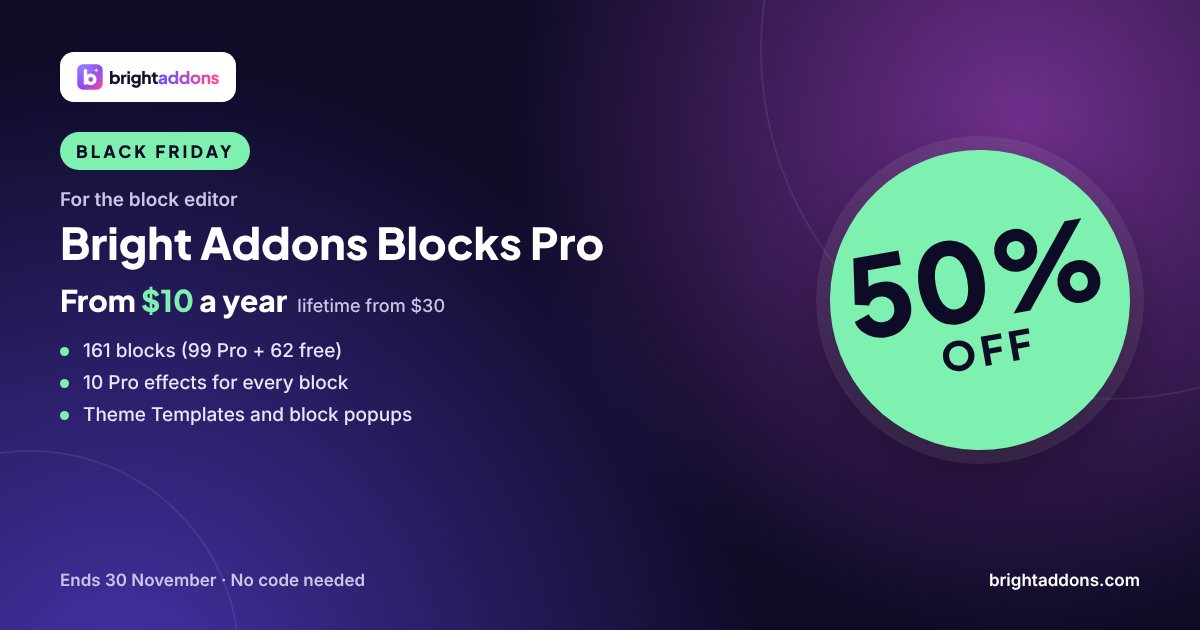 brightaddons
BLACK FRIDAY
For the block editor
Bright Addons Blocks Pro
From $10 a year lifetime from $30
161 blocks (99 Pro + 62 free)
10 Pro effects for every block
Theme Templates and block popups
50%
OFF
Ends 30 November · No code needed
brightaddons.com